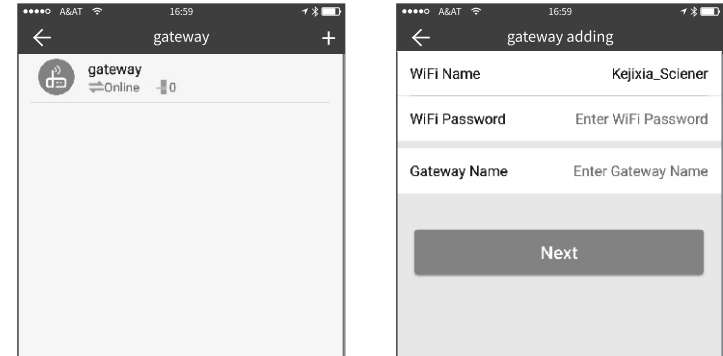 A&AT 16:59
gateway +
gateway
Online 0
A&AT 16:59
gateway adding
WiFi Name Kejixia_Sciener
WiFi Password Enter WiFi Password
Gateway Name Enter Gateway Name
Next